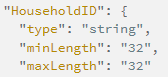 "HouseholdID": {
"type": "string",
"minLength": "32",
"maxLength": "32"